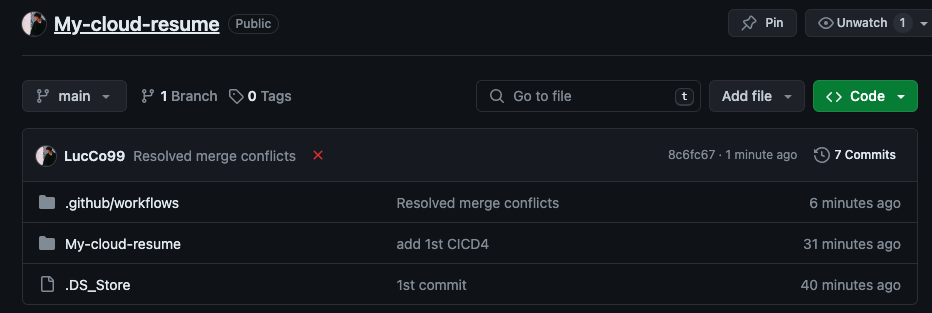 My-cloud-resume Public Pin Unwatch 1
main 1 Branch 0 Tags Go to file t Add file Code
LucCo99 Resolved merge conflicts 8c6fc67 · 1 minute ago 7 Commits
.github/workflows Resolved merge conflicts 6 minutes ago
My-cloud-resume add 1st CICD4 31 minutes ago
.DS_Store 1st commit 40 minutes ago